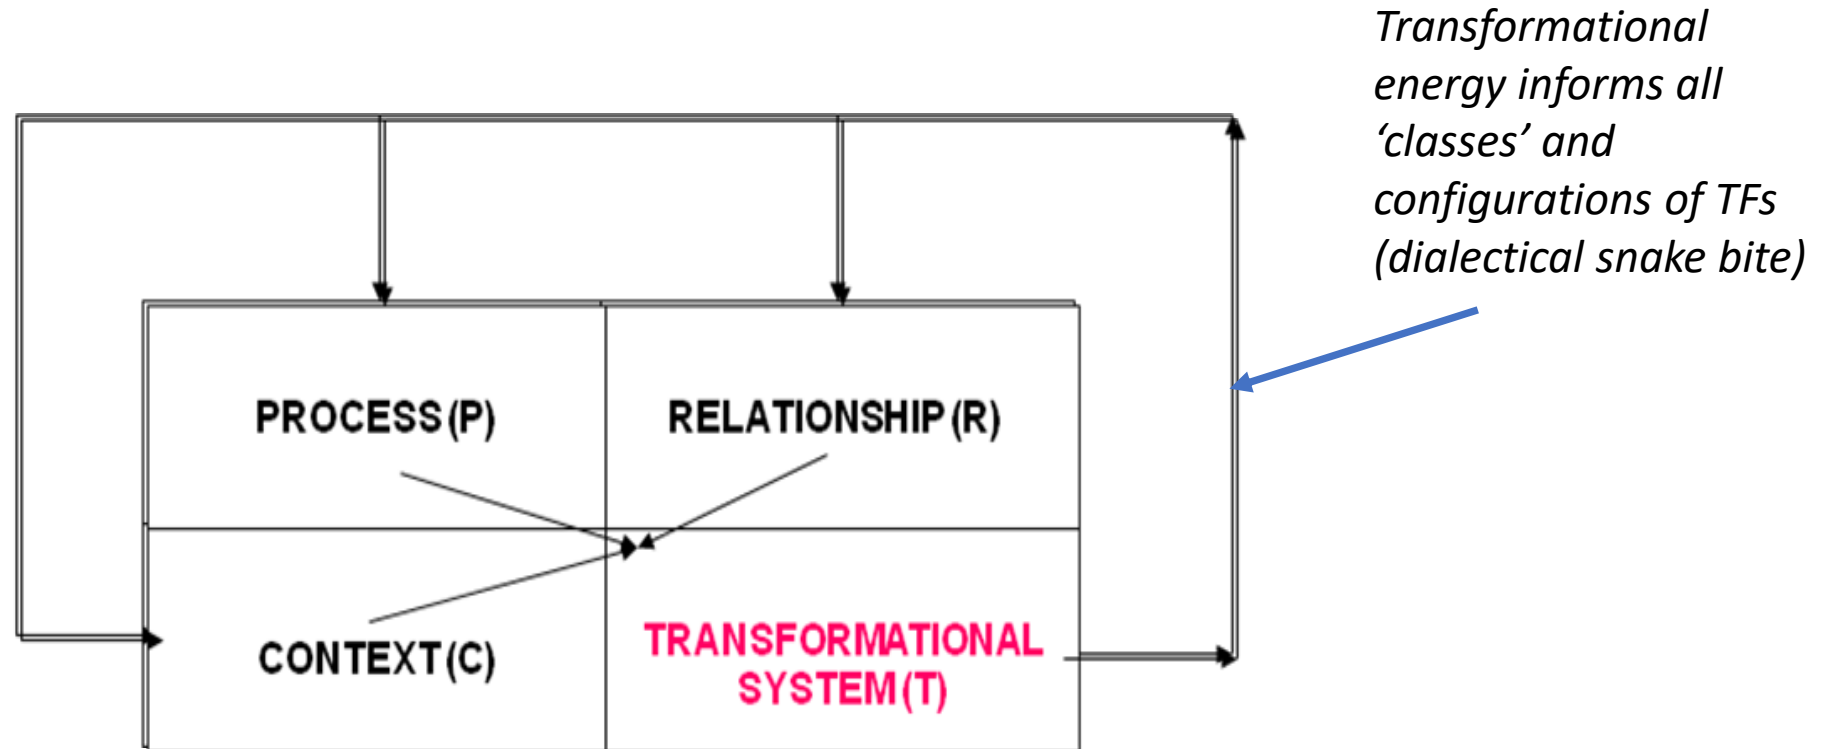 Transformational
energy informs all
‘classes’ and
configurations of TFs
(dialectical snake bite)
PROCESS (P)
RELATIONSHIP (R)
CONTEXT (C)
TRANSFORMATIONAL
SYSTEM (T)